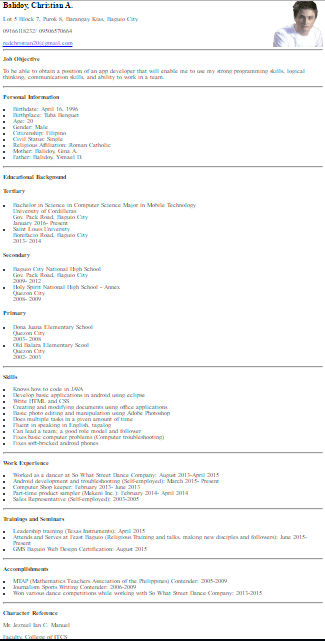 Balidoy, Christian A.
Lot 5 Block 7, Purok 8, Barangay Kias, Baguio City
09166118232/ 09506570664
Job Objective
To be able to obtain a position of an app developer that will enable me to use my strong programming skills, logical
thinking, communication skills, and ability to work in a team.
Personal Information
Birthdate: April 16, 1996
Birthplace: Tuba Benguet
Age: 20
Gender: Male
Citizenship: Filipino
Civil Status: Single
Religious Affiliation: Roman Catholic
Mother: Balidoy, Gina A.
Father: Balidoy, Ismael D.
Educational Background
Tertiary
Bachelor in Science in Computer Science Major in Mobile Technology
University of Cordilleras
Gov. Pack Road, Baguio City
January 2016- Present
Saint Louis University
Bonifacio Road, Baguio City
2013- 2014
Secondary
Baguio City National High School
Gov. Pack Road, Baguio City
2009- 2012
Holy Spirit National High School - Annex
Quezon City
2008- 2009
Primary
Dona Juana Elementary School
Quezon City
2003- 2008
Old Balara Elementary Scool
Quezon City
2002- 2003
Skills
Knows how to code in JAVA
Develop basic applications in android using eclipse
Write HTML and CSS
Creating and modifying documents using office applications
Basic photo editing and manipulation using Adobe Photoshop
Does multiple tasks in a given amount of time
Fluent in speaking in English, tagalog
Can lead a team; a good role model and follower
Fixes basic computer problems (Computer troubleshooting)
Fixes soft-bricked android phones
Work Experience
Worked as a dancer at So What Street Dance Company: August 2013-April 2015
Android development and troubleshooting (Self-employed): March 2015- Present
Computer Shop keeper: February 2013- June 2013
Part-time product sampler (Mekeni Inc.): February 2014- April 2014
Sales Representative (Self-employed): 2003-2005
Trainings and Seminars
Leadership training (Texas Instruments): April 2015
Attends and Serves at Feast Baguio (Religious Training and talks, making new disciples and followers): June 2015-
Present
GMS Baguio Web Design Certification: August 2015
Accomplishments
MTAP (Mathematics Teachers Association of the Philippines) Contender: 2005-2009
Journalism Sports Writing Contender: 2006-2009
Won various dance competitions while working with So What Street Dance Company: 2013-2015
Character Reference
Mr. Jezreel Ian C. Manuel
Faculty, College of ITCS